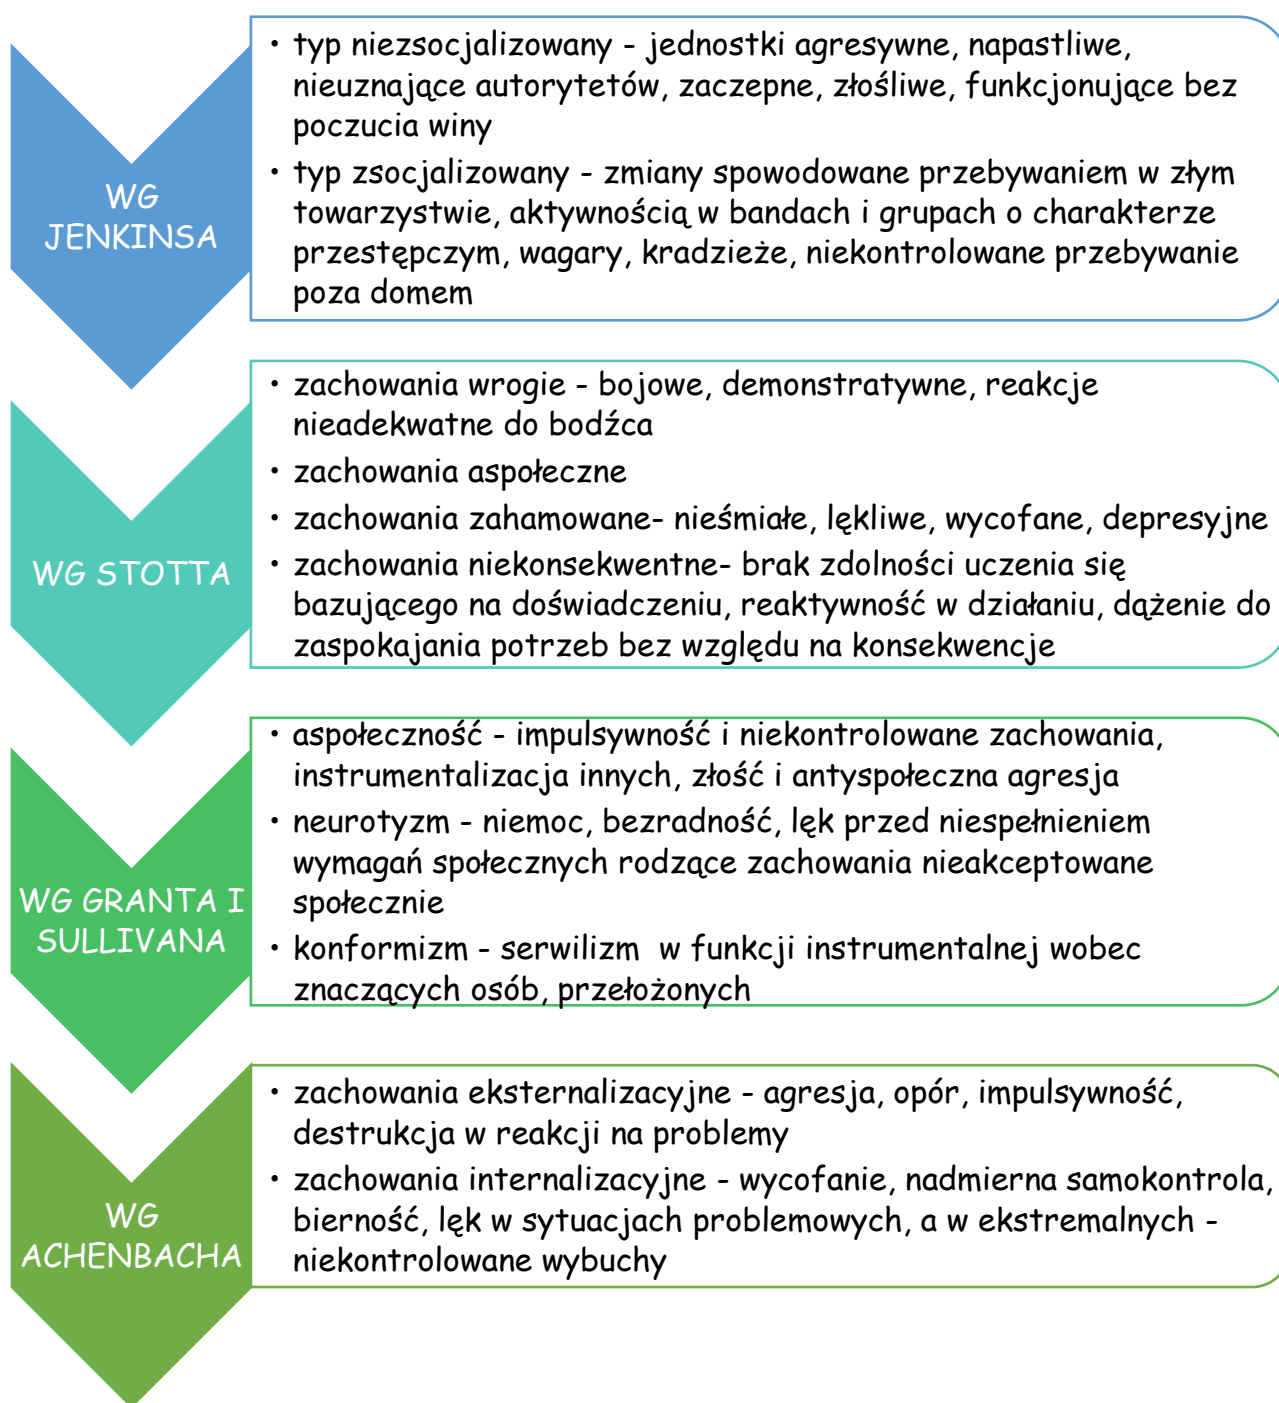 WG
JENKINSA
• typ niezsocjalizowany - jednostki agresywne, napastliwe,
nieuznające autorytetów, zaczepne, złośliwe, funkcjonujące bez
poczucia winy
• typ zsocjalizowany - zmiany spowodowane przebywaniem w złym
towarzystwie, aktywnością w bandach i grupach o charakterze
przestępczym, wagary, kradzieże, niekontrolowane przebywanie
poza domem
WG STOTTA
• zachowania wrogie - bojowe, demonstratywne, reakcje
nieadekwatne do bodźca
• zachowania aspołeczne
• zachowania zahamowane- nieśmiałe, lękliwe, wycofane, depresyjne
• zachowania niekonsekwentne- brak zdolności uczenia się
bazującego na doświadczeniu, reaktywność w działaniu, dążenie do
zaspokajania potrzeb bez względu na konsekwencje
WG GRANTA I
SULLIVANA
• aspołeczność - impulsywność i niekontrolowane zachowania,
instrumentalizacja innych, złość i antyspołeczna agresja
• neurotyzm - niemoc, bezradność, lęk przed niespełnieniem
wymagań społecznych rodzące zachowania nieakceptowane
społecznie
• konformizm - serwilizm  w funkcji instrumentalnej wobec
znaczących osób, przełożonych
WG
ACHENBACHA
• zachowania eksternalizacyjne - agresja, opór, impulsywność,
destrukcja w reakcji na problemy
• zachowania internalizacyjne - wycofanie, nadmierna samokontrola,
bierność, lęk w sytuacjach problemowych, a w ekstremalnych -
niekontrolowane wybuchy